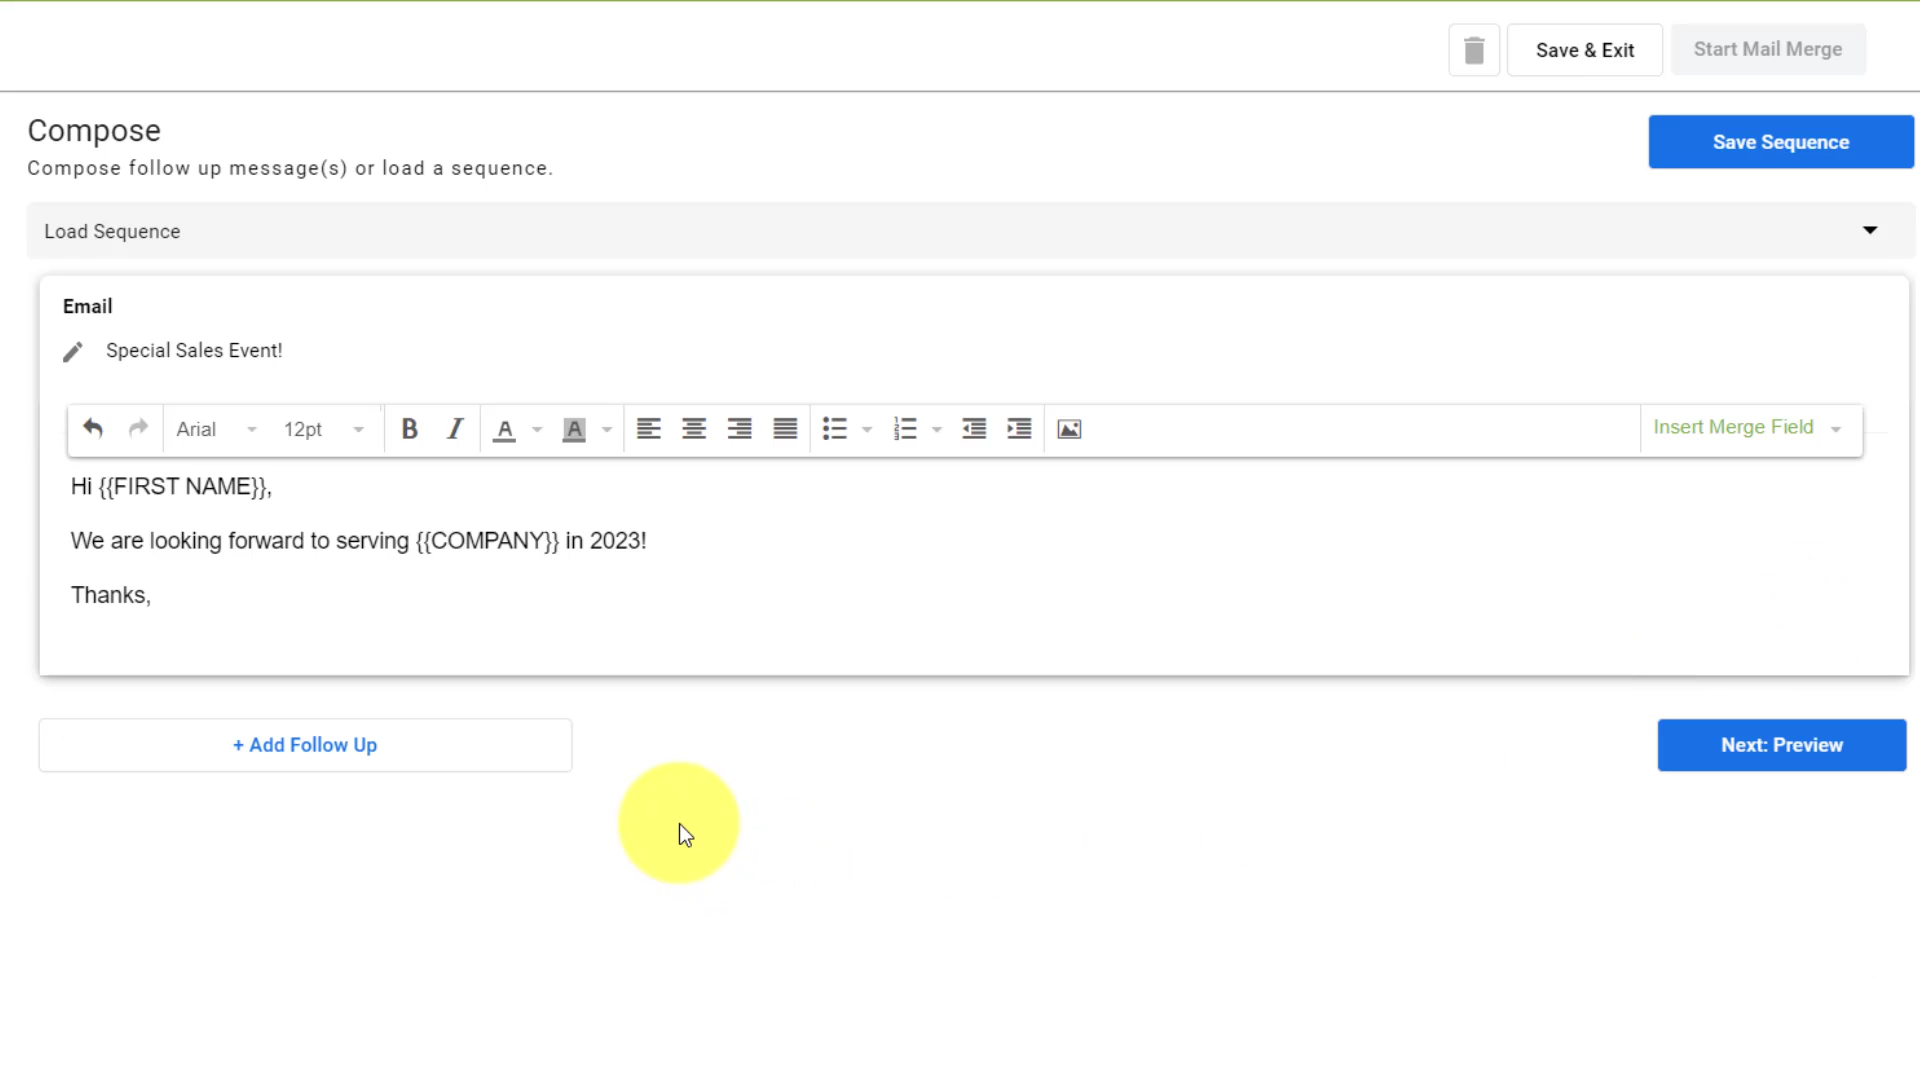 Save & Exit
Start Mail Merge
Compose
Compose follow up message(s) or load a sequence.
Save Sequence
Load Sequence
Email
Special Sales Event!
Arial
12pt
Insert Merge Field
Hi {{FIRST NAME}},
We are looking forward to serving {{COMPANY}} in 2023!
Thanks,
+ Add Follow Up
Next: Preview